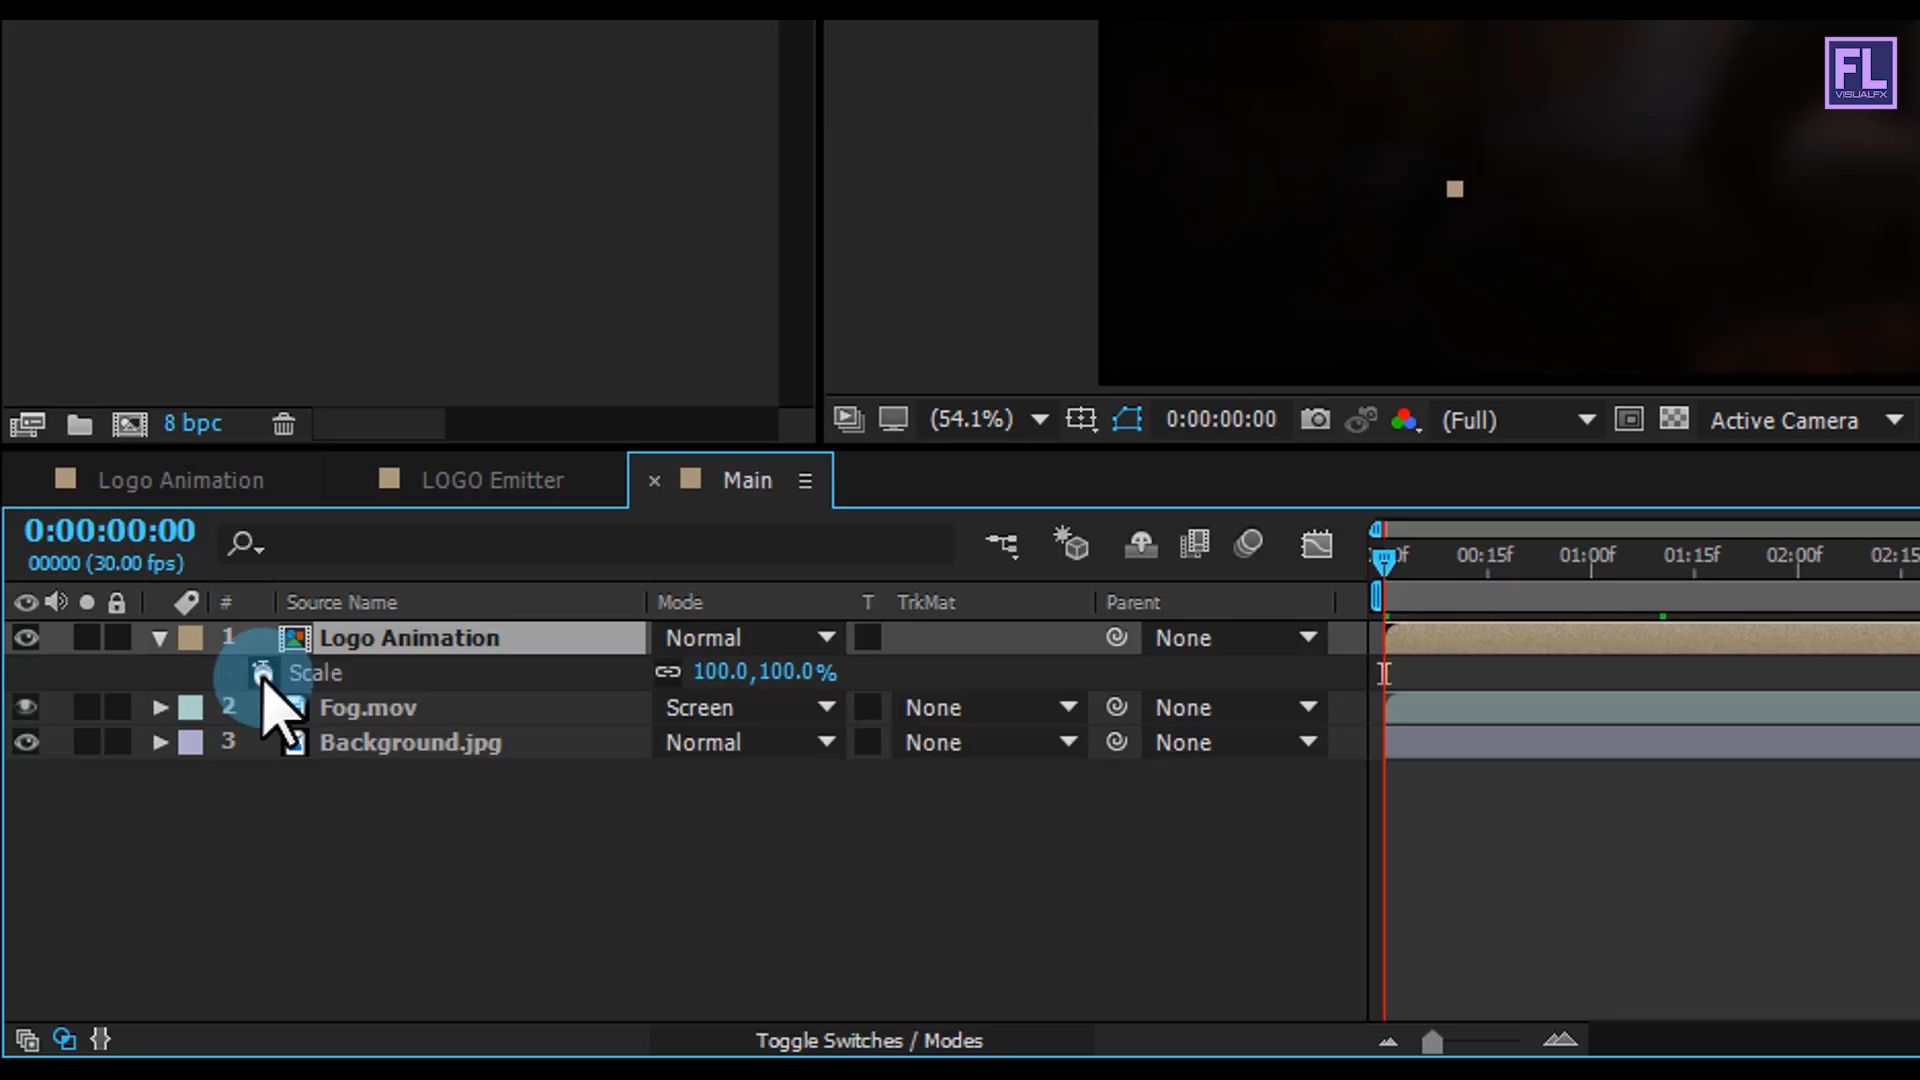 FL
VISUALFX
8 bpc
(54.1%)
0:00:00:00
(Full)
Active Camera
Logo Animation
LOGO Emitter
× Main
0:00:00:00
00000 (30.00 fps)
00:15f 01:00f 01:15f 02:00f 02:15
# Source Name Mode T TrkMat Parent
1 Logo Animation Normal None
Scale 100.0,100.0%
2 Fog.mov Screen None None
3 Background.jpg Normal None None
Toggle Switches / Modes